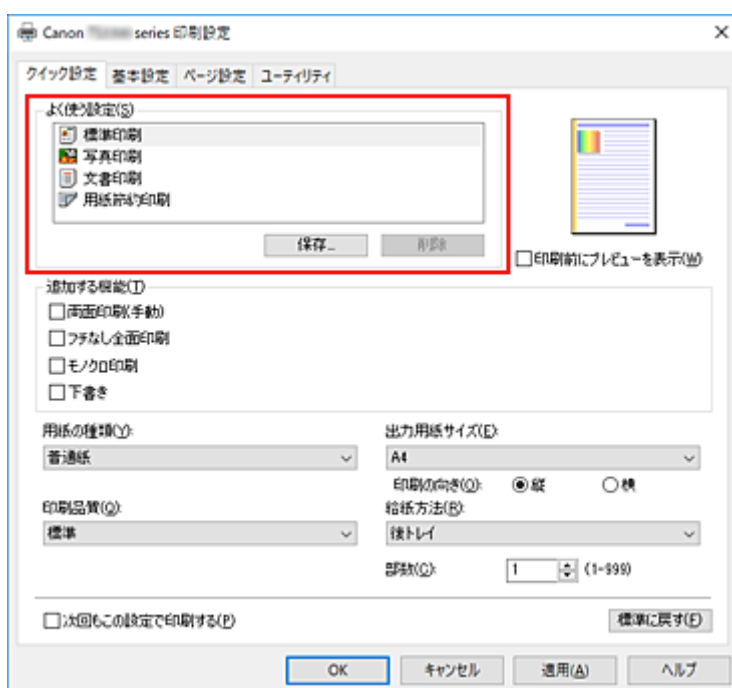 Canon series 印刷設定
クイック設定 基本設定 ページ設定 ユーティリティ
よく使う設定(S)
標準印刷
写真印刷
文書印刷
用紙節約印刷
保存... 削除
印刷前にプレビューを表示(W)
追加する機能(T)
両面印刷(手動)
フチなし全面印刷
モノクロ印刷
下書き
用紙の種類(Y): 出力用紙サイズ(E):
普通紙 A4
印刷の向き(O): 縦 横
印刷品質(Q): 給紙方法(R):
標準 後トレイ
部数(C): 1 (1-999)
次回もこの設定で印刷する(P) 標準に戻す(F)
OK キャンセル 適用(A) ヘルプ